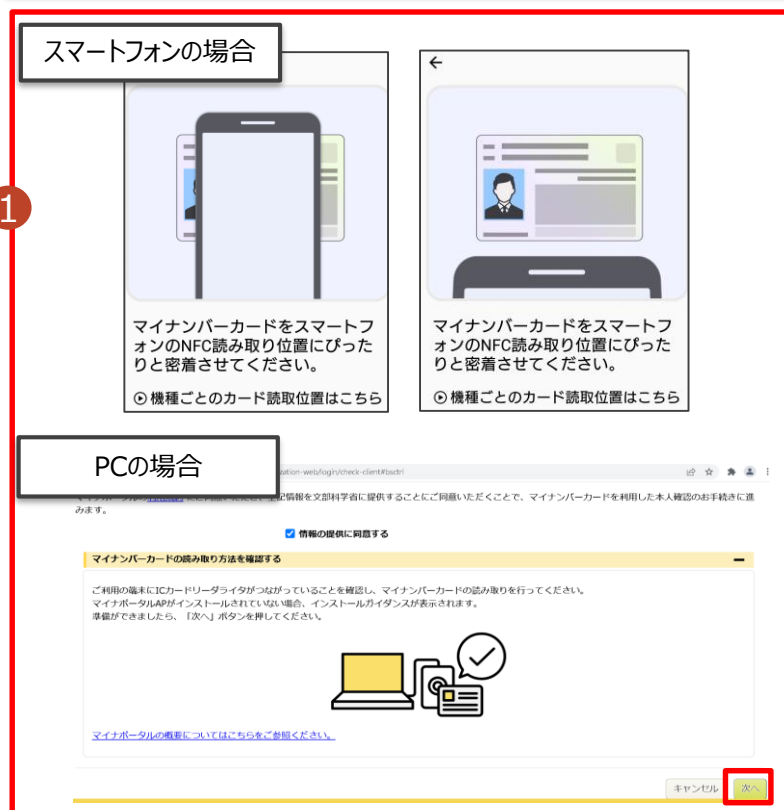 スマートフォンの場合
1
マイナンバーカードをスマートフ
ォンのNFC読み取り位置にぴった
りと密着させてください。
機種ごとのカード読取位置はこちら
マイナンバーカードをスマートフ
ォンのNFC読み取り位置にぴった
りと密着させてください。
機種ごとのカード読取位置はこちら
PCの場合
zation-web/login/check-client#bsctrl
記情報を文部科学省に提供することにご同意いただくことで、マイナンバーカードを利用した本人確認のお手続きに進
みます。
情報の提供に同意する
マイナンバーカードの読み取り方法を確認する
ご利用の端末にICカードリーダライタがつながっていることを確認し、マイナンバーカードの読み取りを行ってください。
マイナポータルAPがインストールされていない場合、インストールガイダンスが表示されます。
準備ができましたら、「次へ」ボタンを押してください。
マイナポータルの概要についてはこちらをご参照ください。
キャンセル
次へ